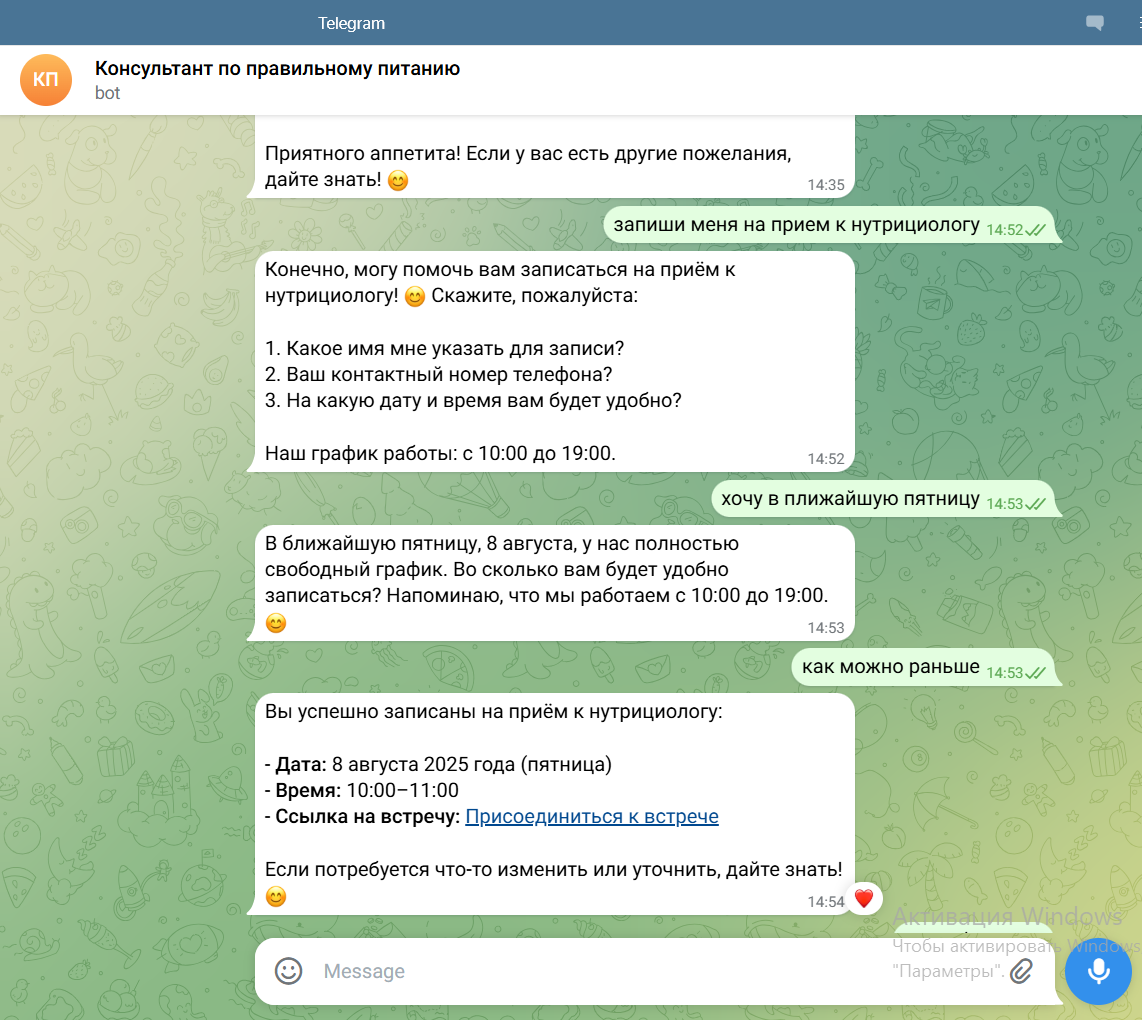 Telegram
КП
Консультант по правильному питанию
bot
Приятного аппетита! Если у вас есть другие пожелания,
дайте знать! 😊
14:35
запиши меня на прием к нутрициологу
14:52
Конечно, могу помочь вам записаться на приём к
нутрициологу! 😊 Скажите, пожалуйста:
1. Какое имя мне указать для записи?
2. Ваш контактный номер телефона?
3. На какую дату и время вам будет удобно?
Наш график работы: с 10:00 до 19:00.
14:52
хочу в плижайшую пятницу
14:53
В ближайшую пятницу, 8 августа, у нас полностью
свободный график. Во сколько вам будет удобно
записаться? Напоминаю, что мы работаем с 10:00 до 19:00.
😊
14:53
как можно раньше
14:53
Вы успешно записаны на приём к нутрициологу:
- Дата: 8 августа 2025 года (пятница)
- Время: 10:00–11:00
- Ссылка на встречу: Присоединиться к встрече
Если потребуется что-то изменить или уточнить, дайте знать!
😊
14:54
❤️
Активация Windows
Чтобы активировать Windows
"Параметры".
Message